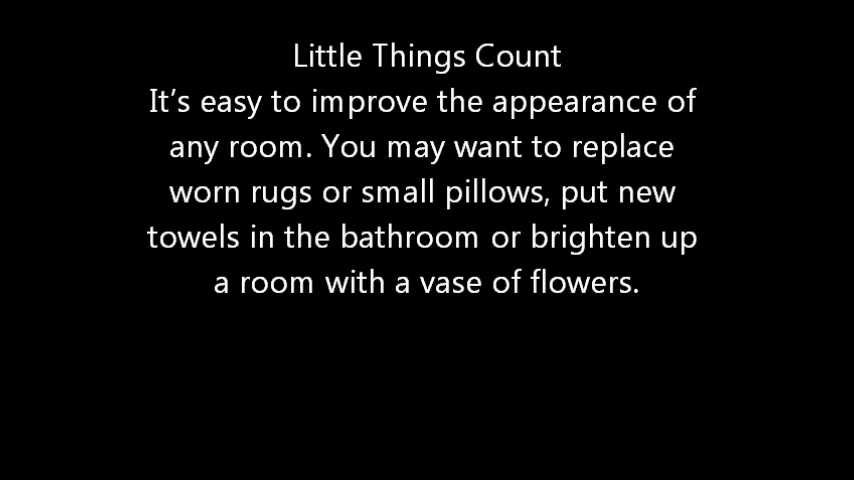 Little Things Count
It’s easy to improve the appearance of
any room. You may want to replace
worn rugs or small pillows, put new
towels in the bathroom or brighten up
a room with a vase of flowers.